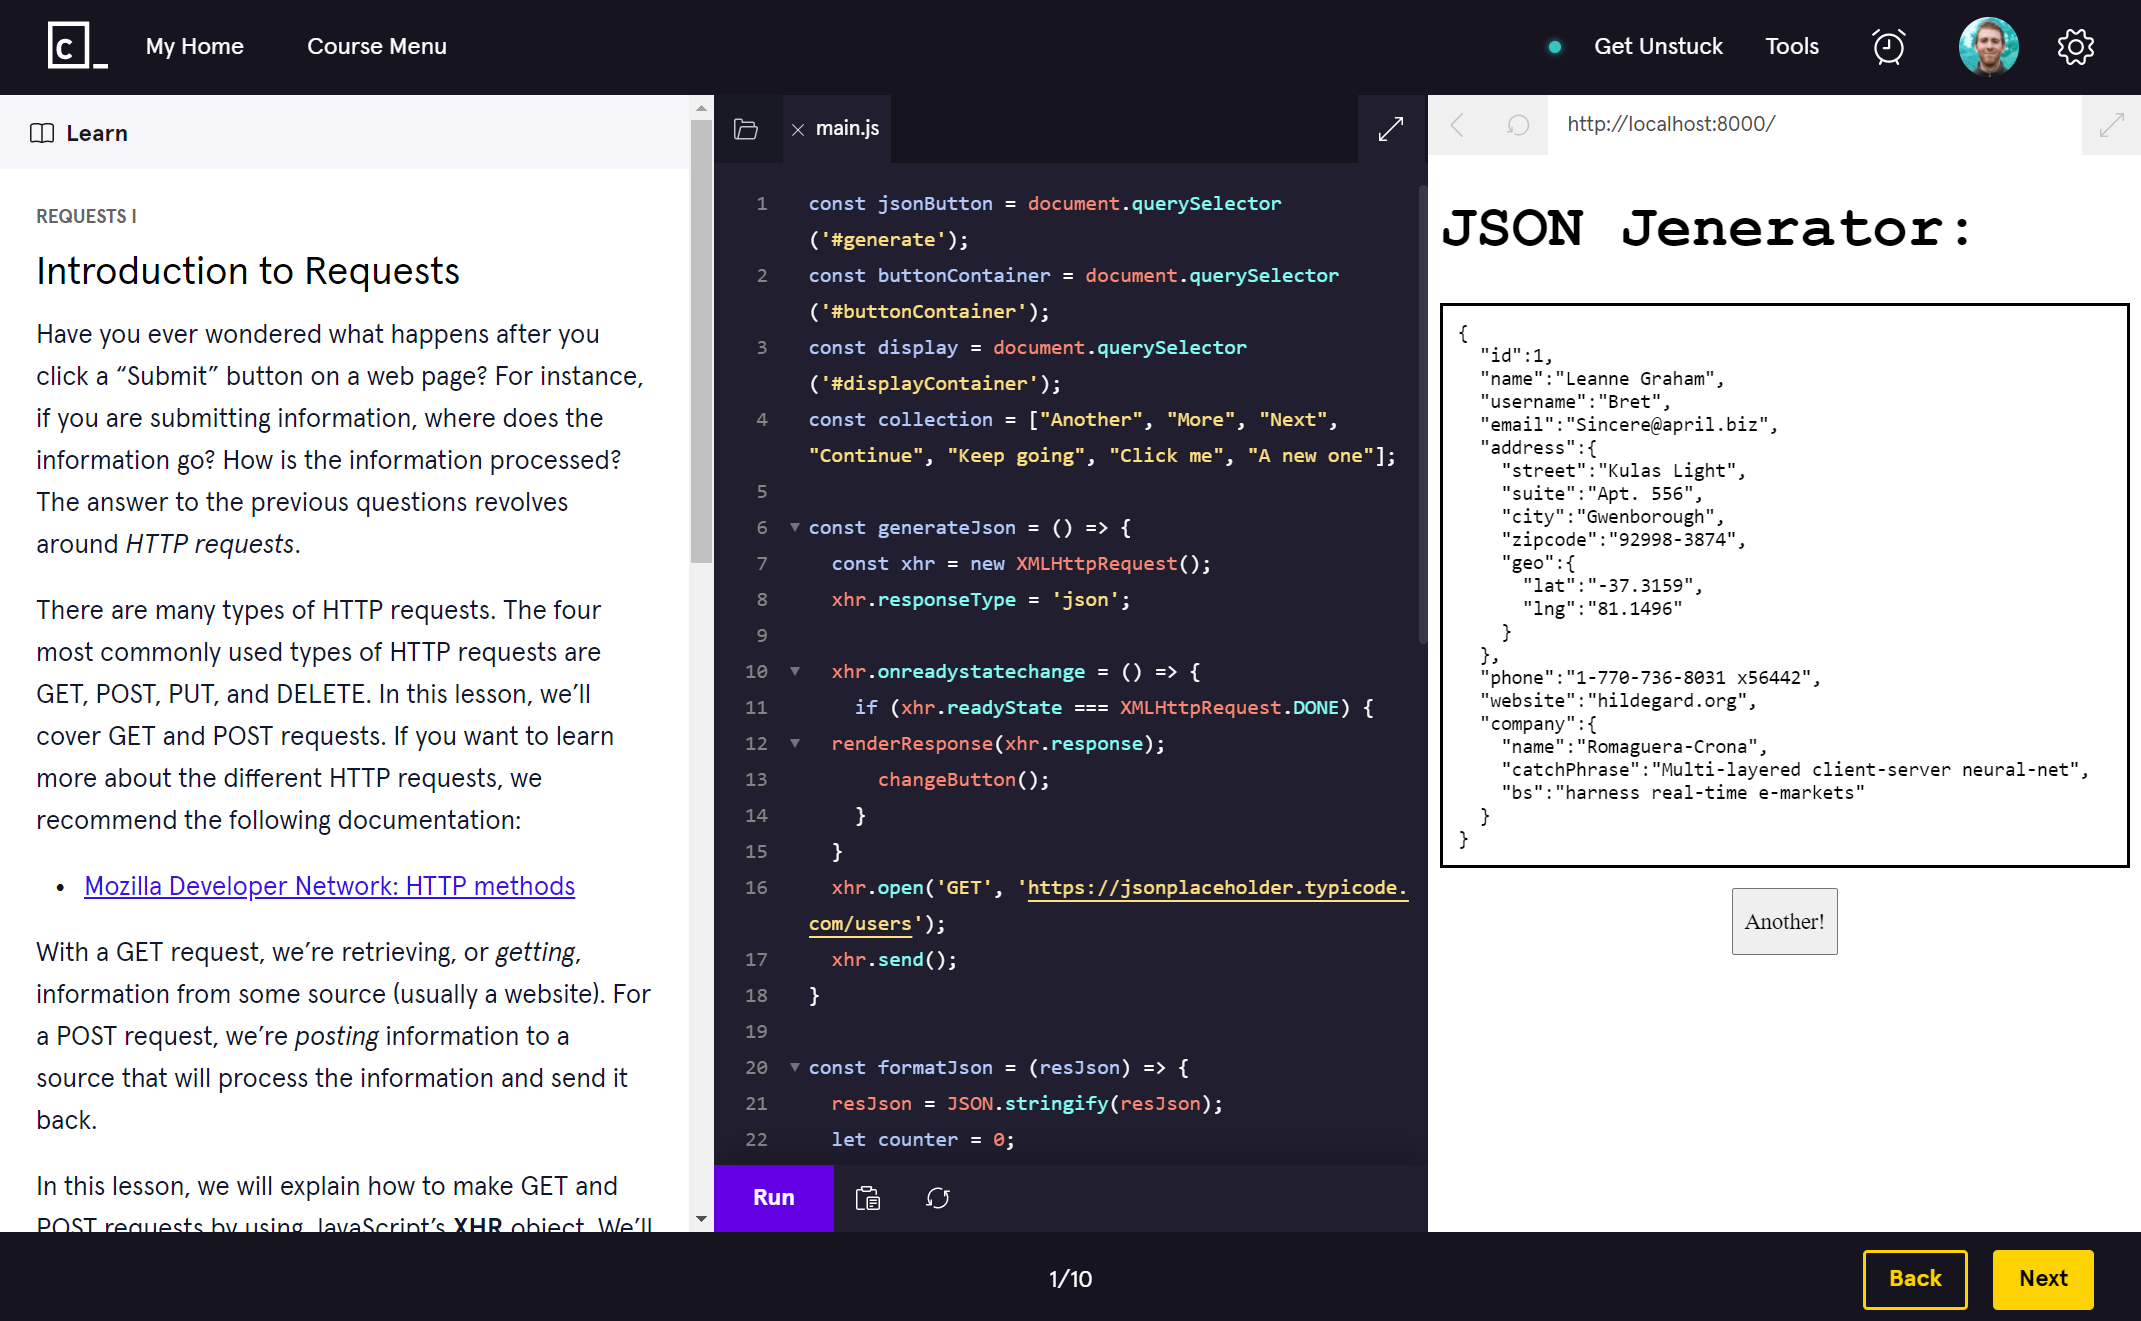 My Home
Course Menu
Get Unstuck
Tools
Learn
REQUESTS I
Introduction to Requests
Have you ever wondered what happens after you
click a “Submit” button on a web page? For instance,
if you are submitting information, where does the
information go? How is the information processed?
The answer to the previous questions revolves
around HTTP requests.
There are many types of HTTP requests. The four
most commonly used types of HTTP requests are
GET, POST, PUT, and DELETE. In this lesson, we’ll
cover GET and POST requests. If you want to learn
more about the different HTTP requests, we
recommend the following documentation:
• Mozilla Developer Network: HTTP methods
With a GET request, we’re retrieving, or getting,
information from some source (usually a website). For
a POST request, we’re posting information to a
source that will process the information and send it
back.
In this lesson, we will explain how to make GET and
POST requests by using JavaScript’s XHR object. We’ll
main.js
1 const jsonButton = document.querySelector
('#generate');
2 const buttonContainer = document.querySelector
('#buttonContainer');
3 const display = document.querySelector
('#displayContainer');
4 const collection = ["Another", "More", "Next",
"Continue", "Keep going", "Click me", "A new one"];
5
6 const generateJson = () => {
7 const xhr = new XMLHttpRequest();
8 xhr.responseType = 'json';
9
10 xhr.onreadystatechange = () => {
11 if (xhr.readyState === XMLHttpRequest.DONE) {
12 renderResponse(xhr.response);
13 changeButton();
14 }
15 }
16 xhr.open('GET', 'https://jsonplaceholder.typicode.
com/users');
17 xhr.send();
18 }
19
20 const formatJson = (resJson) => {
21 resJson = JSON.stringify(resJson);
22 let counter = 0;
Run
http://localhost:8000/
JSON Jenerator:
{
"id":1,
"name":"Leanne Graham",
"username":"Bret",
"email":"Sincere@april.biz",
"address":{
"street":"Kulas Light",
"suite":"Apt. 556",
"city":"Gwenborough",
"zipcode":"92998-3874",
"geo":{
"lat":"-37.3159",
"lng":"81.1496"
}
},
"phone":"1-770-736-8031 x56442",
"website":"hildegard.org",
"company":{
"name":"Romaguera-Crona",
"catchPhrase":"Multi-layered client-server neural-net",
"bs":"harness real-time e-markets"
}
}
Another!
1/10
Back
Next